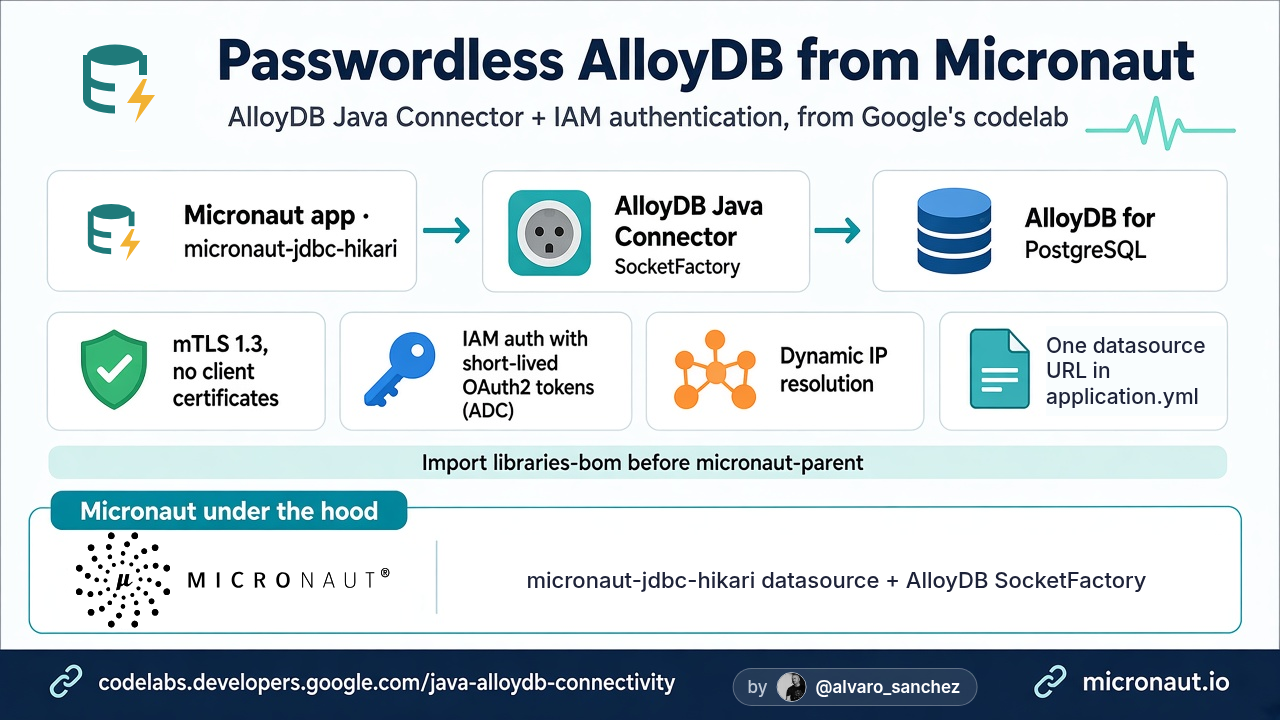 Passwordless AlloyDB from Micronaut
AlloyDB Java Connector + IAM authentication, from Google's codelab
Micronaut app ·
micronaut-jdbc-hikari
AlloyDB Java
Connector
SocketFactory
AlloyDB for
PostgreSQL
mTLS 1.3,
no client
certificates
IAM auth with
short-lived
OAuth2 tokens
(ADC)
Dynamic IP
resolution
One datasource
URL in
application.yml
Import libraries-bom before micronaut-parent
Micronaut under the hood
μ MICRONAUT®
micronaut-jdbc-hikari datasource + AlloyDB SocketFactory
codelabs.developers.google.com/java-alloydb-connectivity
by @alvaro_sanchez
micronaut.io